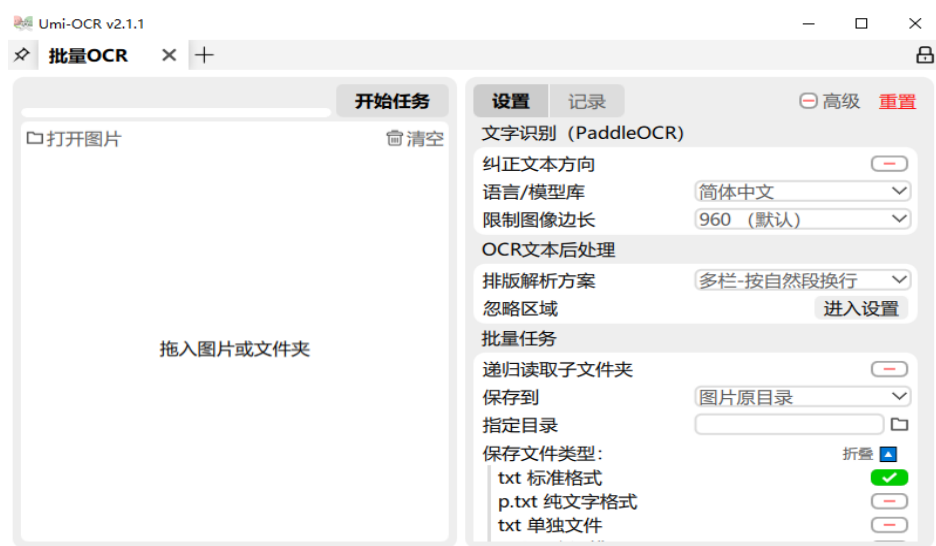 Umi-OCR v2.1.1
批量OCR
开始任务
打开图片 清空
拖入图片或文件夹
设置 记录 高级 重置
文字识别（PaddleOCR）
纠正文本方向
语言/模型库 简体中文
限制图像边长 960 （默认）
OCR文本后处理
排版解析方案 多栏-按自然段换行
忽略区域 进入设置
批量任务
递归读取子文件夹
保存到 图片原目录
指定目录
保存文件类型: 折叠
txt 标准格式
p.txt 纯文字格式
txt 单独文件